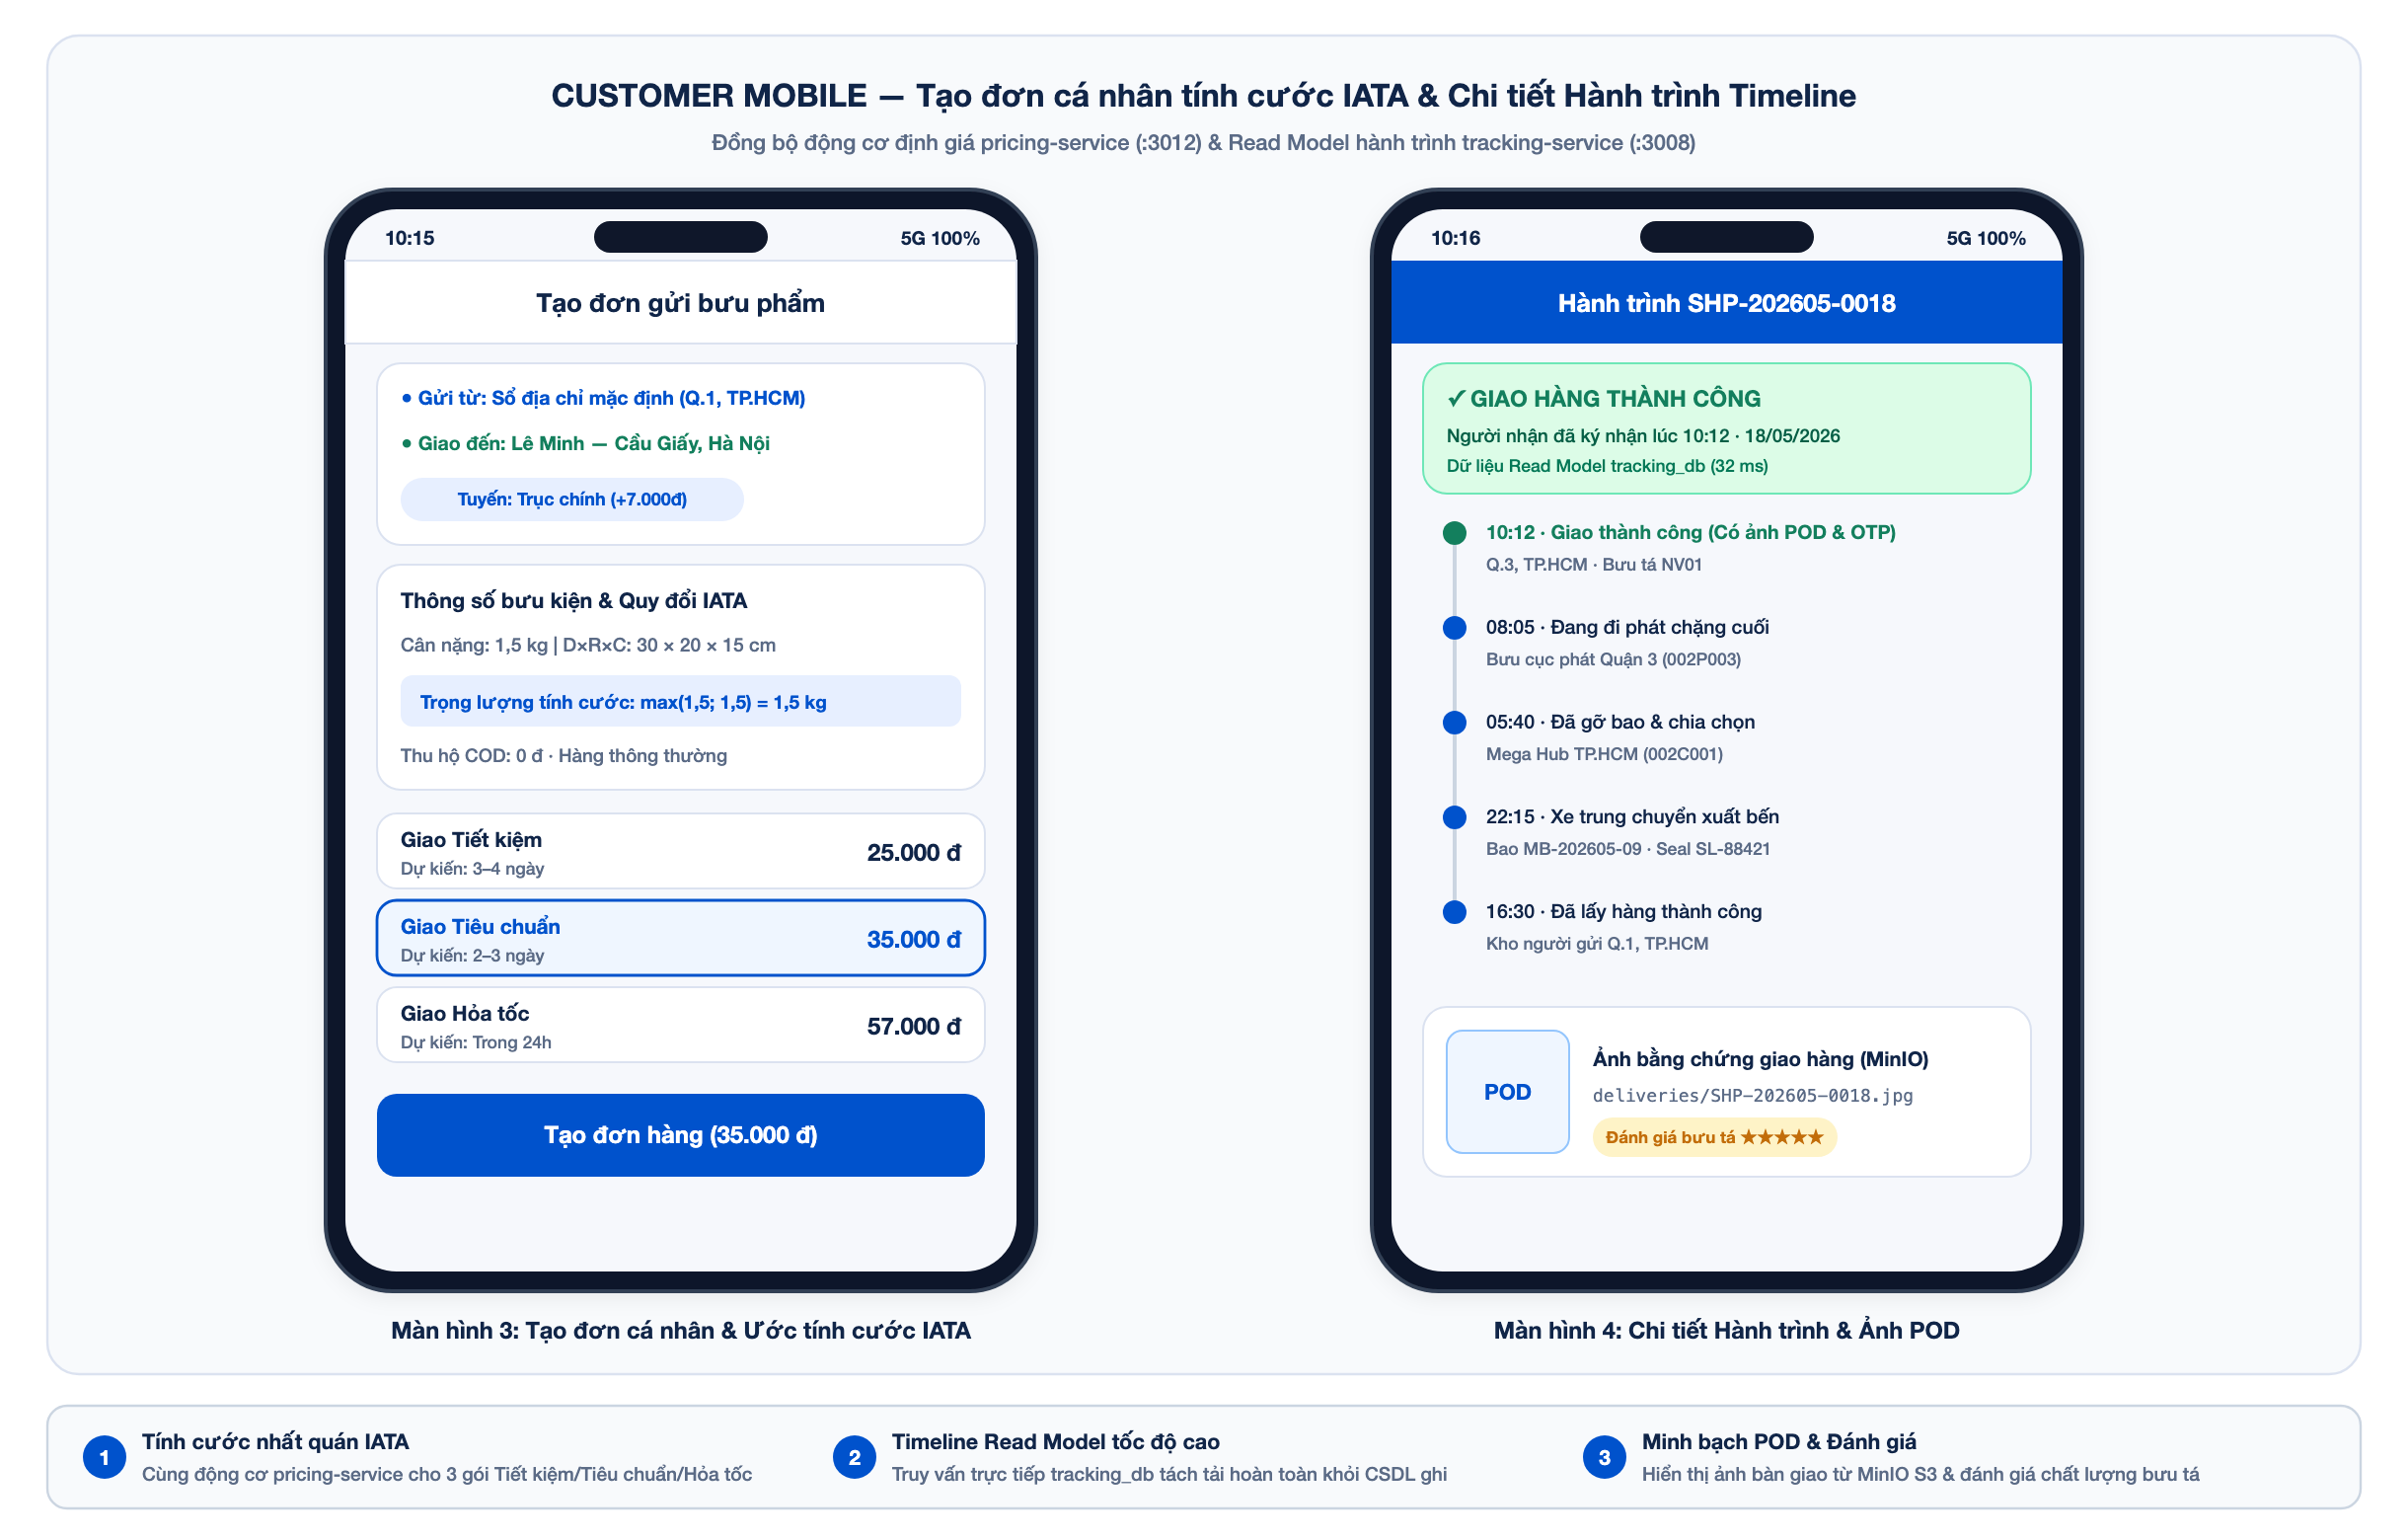 CUSTOMER MOBILE — Tạo đơn cá nhân tính cước IATA & Chi tiết Hành trình Timeline
Đồng bộ động cơ định giá pricing-service (:3012) & Read Model hành trình tracking-service (:3008)
10:15
5G 100%
Tạo đơn gửi bưu phẩm
• Gửi từ: Sổ địa chỉ mặc định (Q.1, TP.HCM)
• Giao đến: Lê Minh — Cầu Giấy, Hà Nội
Tuyến: Trục chính (+7.000đ)
Thông số bưu kiện & Quy đổi IATA
Cân nặng: 1,5 kg | D×R×C: 30 × 20 × 15 cm
Trọng lượng tính cước: max(1,5; 1,5) = 1,5 kg
Thu hộ COD: 0 đ · Hàng thông thường
Giao Tiết kiệm
Dự kiến: 3–4 ngày
25.000 đ
Giao Tiêu chuẩn
Dự kiến: 2–3 ngày
35.000 đ
Giao Hỏa tốc
Dự kiến: Trong 24h
57.000 đ
Tạo đơn hàng (35.000 đ)
Màn hình 3: Tạo đơn cá nhân & Ước tính cước IATA
10:16
5G 100%
Hành trình SHP-202605-0018
✓ GIAO HÀNG THÀNH CÔNG
Người nhận đã ký nhận lúc 10:12 · 18/05/2026
Dữ liệu Read Model tracking_db (32 ms)
10:12 · Giao thành công (Có ảnh POD & OTP)
Q.3, TP.HCM · Bưu tá NV01
08:05 · Đang đi phát chặng cuối
Bưu cục phát Quận 3 (002P003)
05:40 · Đã gỡ bao & chia chọn
Mega Hub TP.HCM (002C001)
22:15 · Xe trung chuyển xuất bến
Bao MB-202605-09 · Seal SL-88421
16:30 · Đã lấy hàng thành công
Kho người gửi Q.1, TP.HCM
POD
Ảnh bằng chứng giao hàng (MinIO)
deliveries/SHP-202605-0018.jpg
Đánh giá bưu tá ★★★★★
Màn hình 4: Chi tiết Hành trình & Ảnh POD
1
Tính cước nhất quán IATA
Cùng động cơ pricing-service cho 3 gói Tiết kiệm/Tiêu chuẩn/Hỏa tốc
2
Timeline Read Model tốc độ cao
Truy vấn trực tiếp tracking_db tách tải hoàn toàn khỏi CSDL ghi
3
Minh bạch POD & Đánh giá
Hiển thị ảnh bàn giao từ MinIO S3 & đánh giá chất lượng bưu tá